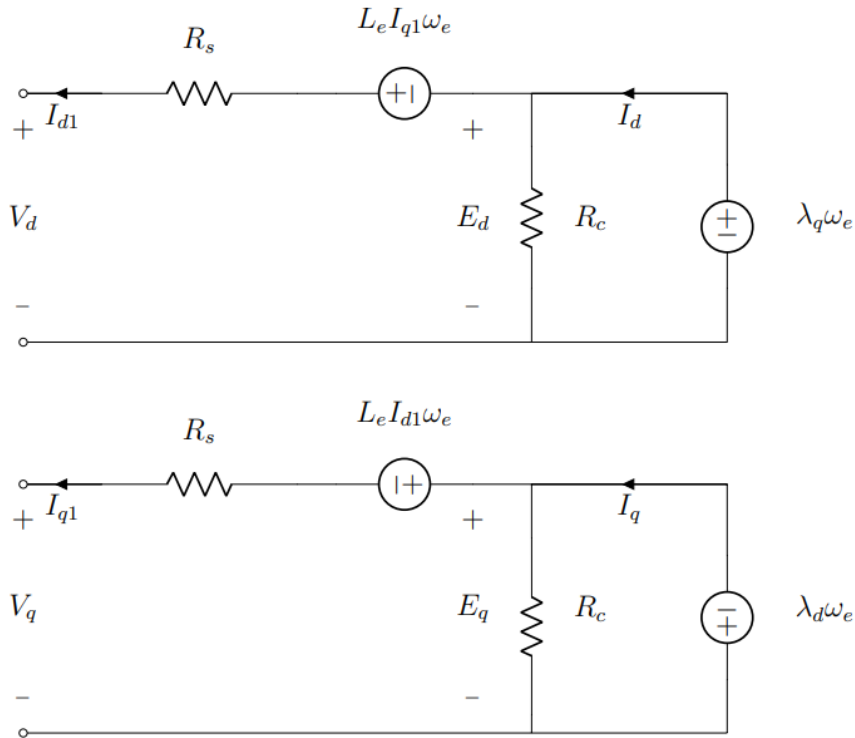 L_e I_{q1} ω_e
R_s
+ −
I_{d1}
I_d
+ +
V_d E_d R_c + − λ_q ω_e
− −
L_e I_{d1} ω_e
R_s
− +
I_{q1}
I_q
+ +
V_q E_q R_c − + λ_d ω_e
− −